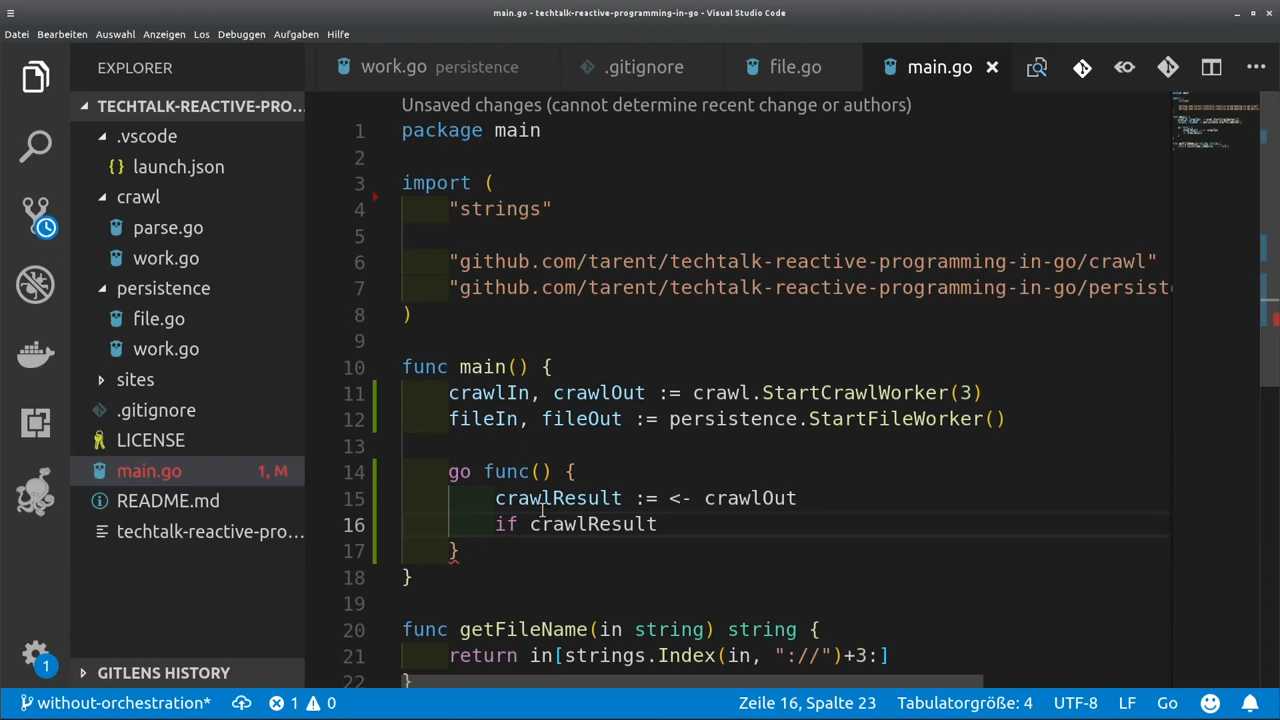 main.go - techtalk-reactive-programming-in-go - Visual Studio Code
Datei Bearbeiten Auswahl Anzeigen Los Debuggen Aufgaben Hilfe
EXPLORER
TECHTALK-REACTIVE-PRO...
.vscode
{} launch.json
crawl
parse.go
work.go
persistence
file.go
work.go
sites
.gitignore
LICENSE
main.go 1, M
README.md
techtalk-reactive-pro...
GITLENS HISTORY
1
work.go persistence .gitignore file.go main.go
Unsaved changes (cannot determine recent change or authors)
1 package main
2
3 import (
4 "strings"
5
6 "github.com/tarent/techtalk-reactive-programming-in-go/crawl"
7 "github.com/tarent/techtalk-reactive-programming-in-go/persist
8 )
9
10 func main() {
11 crawlIn, crawlOut := crawl.StartCrawlWorker(3)
12 fileIn, fileOut := persistence.StartFileWorker()
13
14 go func() {
15 crawlResult := <- crawlOut
16 if crawlResult
17 }
18 }
19
20 func getFileName(in string) string {
21 return in[strings.Index(in, "://")+3:]
22 }
without-orchestration* 1 0 Zeile 16, Spalte 23 Tabulatorgröße: 4 UTF-8 LF Go